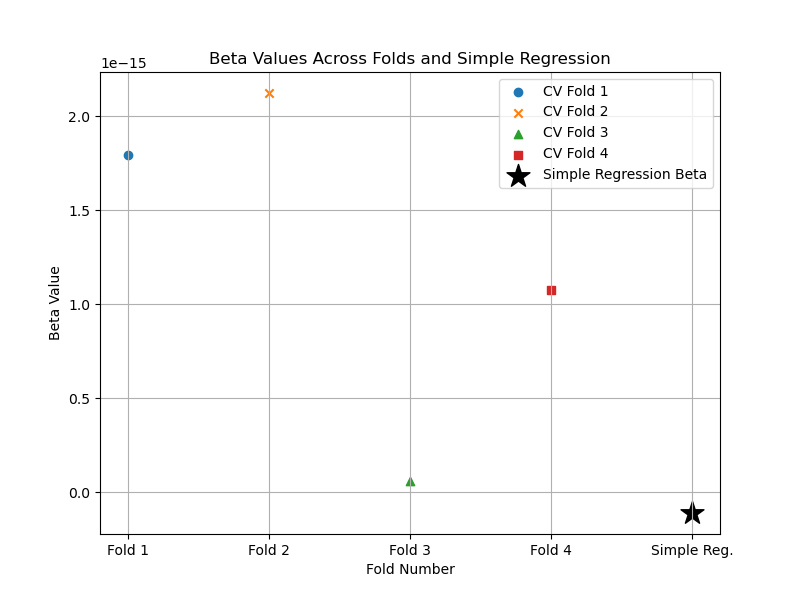 Beta Values Across Folds and Simple Regression
1e−15
CV Fold 1
CV Fold 2
CV Fold 3
CV Fold 4
Simple Regression Beta
2.0
1.5
1.0
0.5
0.0
Beta Value
Fold 1 Fold 2 Fold 3 Fold 4 Simple Reg.
Fold Number